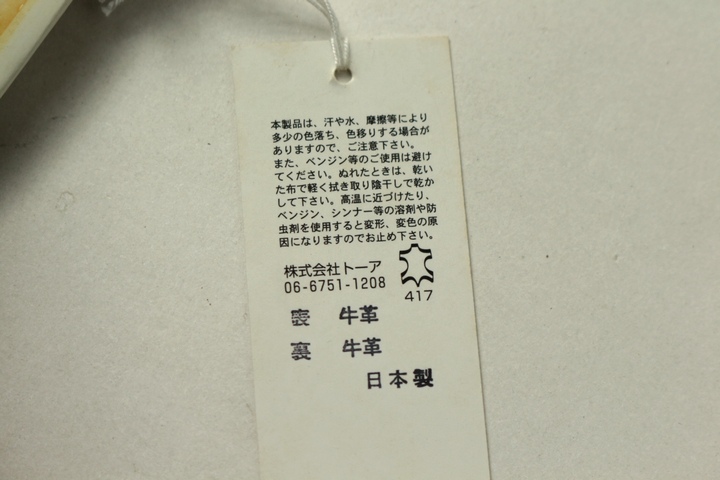 本製品は、汗や水、摩擦等により
多少の色落ち、色移りする場合が
ありますので、ご注意下さい。
また、ベンジン等のご使用は避け
てください。ぬれたときは、乾い
た布で軽く拭き取り陰干しで乾か
して下さい。高温に近づけたり、
ベンジン、シンナー等の溶剤や防
虫剤を使用すると変形、変色の原
因になりますのでお止め下さい。
株式会社トーア
06-6751-1208
417
表 牛革
裏 牛革
日本製